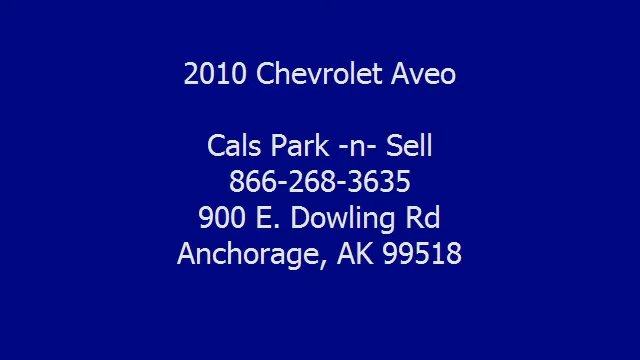 2010 Chevrolet Aveo
Cals Park -n- Sell
866-268-3635
900 E. Dowling Rd
Anchorage, AK 99518